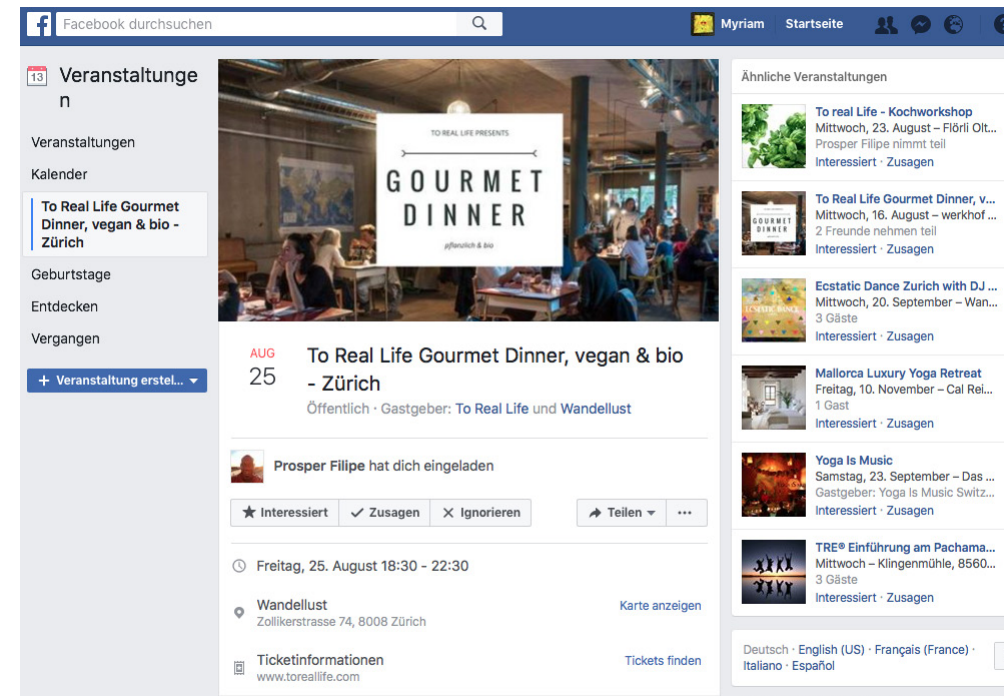 Facebook durchsuchen
Myriam
Startseite
13
Veranstaltunge
n
Veranstaltungen
Kalender
To Real Life Gourmet
Dinner, vegan & bio -
Zürich
Geburtstage
Entdecken
Vergangen
+ Veranstaltung erstel...
TO REAL LIFE PRESENTS
GOURMET
DINNER
pflanzlich & bio
AUG
25
To Real Life Gourmet Dinner, vegan & bio
- Zürich
Öffentlich · Gastgeber: To Real Life und Wandellust
Prosper Filipe hat dich eingeladen
Interessiert
Zusagen
Ignorieren
Teilen
...
Freitag, 25. August 18:30 - 22:30
Wandellust
Karte anzeigen
Zollikerstrasse 74, 8008 Zürich
Ticketinformationen
Tickets finden
www.toreallife.com
Ähnliche Veranstaltungen
To real Life - Kochworkshop
Mittwoch, 23. August – Flörli Olt...
Prosper Filipe nimmt teil
Interessiert · Zusagen
GOURMET
DINNER
To Real Life Gourmet Dinner, v...
Mittwoch, 16. August – werkhof ...
2 Freunde nehmen teil
Interessiert · Zusagen
ECSTATIC DANCE
Ecstatic Dance Zurich with DJ ...
Mittwoch, 20. September – Wan...
3 Gäste
Interessiert · Zusagen
Mallorca Luxury Yoga Retreat
Freitag, 10. November – Cal Rei...
1 Gast
Interessiert · Zusagen
Yoga Is Music
Samstag, 23. September – Das ...
Gastgeber: Yoga Is Music Switz...
Interessiert · Zusagen
TRE® Einführung am Pachama...
Mittwoch – Klingenmühle, 8560...
3 Gäste
Interessiert · Zusagen
Deutsch · English (US) · Français (France) ·
Italiano · Español